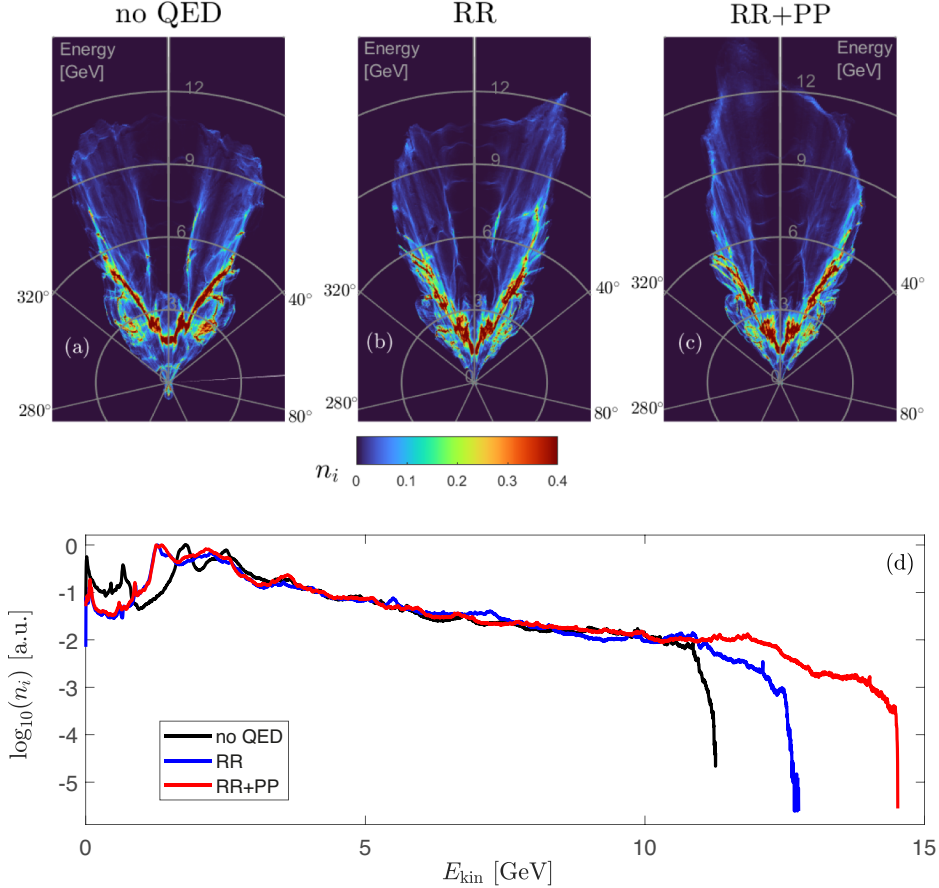 no QED
RR
RR+PP
Energy
[GeV]
12
9
6
3
0
320°
40°
280°
80°
(a)
Energy
[GeV]
12
9
6
3
0
320°
40°
280°
80°
(b)
Energy
[GeV]
12
9
6
3
0
320°
40°
280°
80°
(c)
n_i
0 0.1 0.2 0.3 0.4
(d)
log₁₀(n_i) [a.u.]
0
-1
-2
-3
-4
-5
no QED
RR
RR+PP
0 5 10 15
E_kin [GeV]